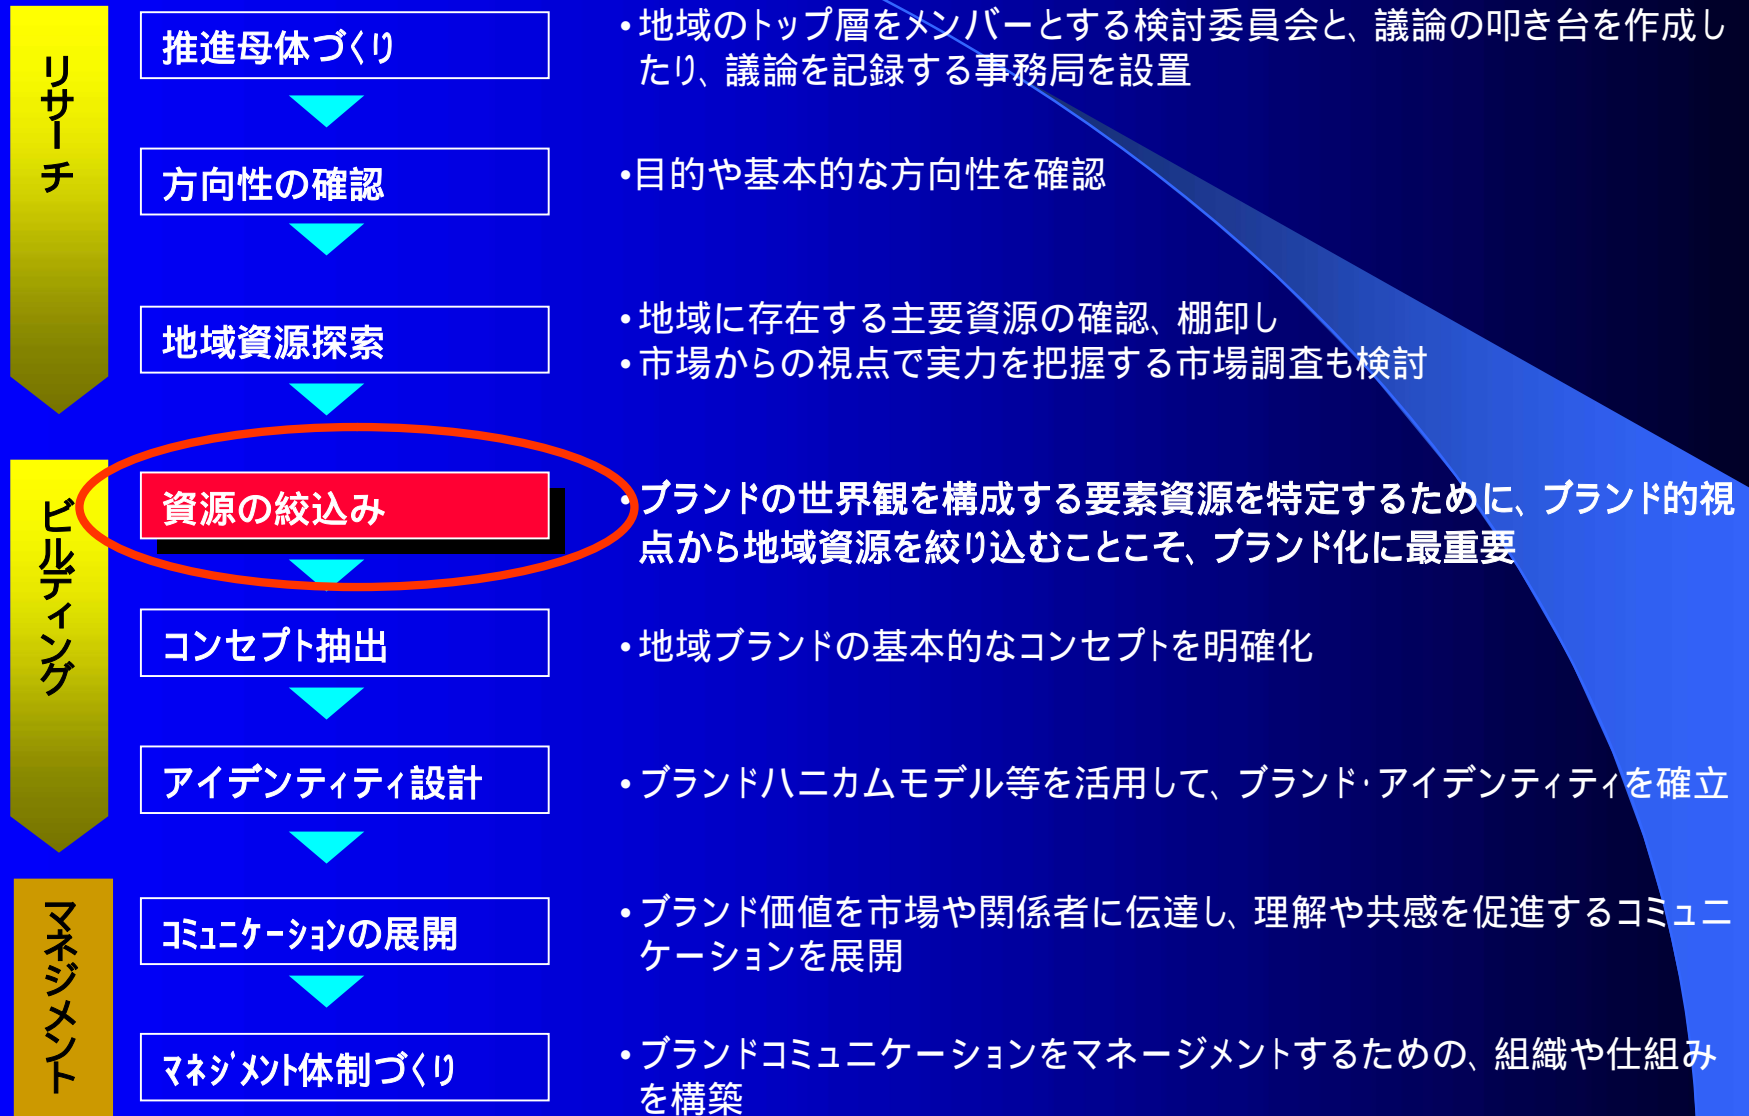 リサーチ
推進母体づくり
・地域のトップ層をメンバーとする検討委員会と、議論の叩き台を作成し
たり、議論を記録する事務局を設置
方向性の確認
・目的や基本的な方向性を確認
地域資源探索
・地域に存在する主要資源の確認、棚卸し
・市場からの視点で実力を把握する市場調査も検討
ビルディング
資源の絞込み
・ブランドの世界観を構成する要素資源を特定するために、ブランド的視
点から地域資源を絞り込むことこそ、ブランド化に最重要
コンセプト抽出
・地域ブランドの基本的なコンセプトを明確化
アイデンティティ設計
・ブランドハニカムモデル等を活用して、ブランド・アイデンティティを確立
マネジメント
ｺﾐｭﾆｹｰｼｮﾝの展開
・ブランド価値を市場や関係者に伝達し、理解や共感を促進するコミュニ
ケーションを展開
ﾏﾈｼﾞﾒﾝﾄ体制づくり
・ブランドコミュニケーションをマネージメントするための、組織や仕組み
を構築